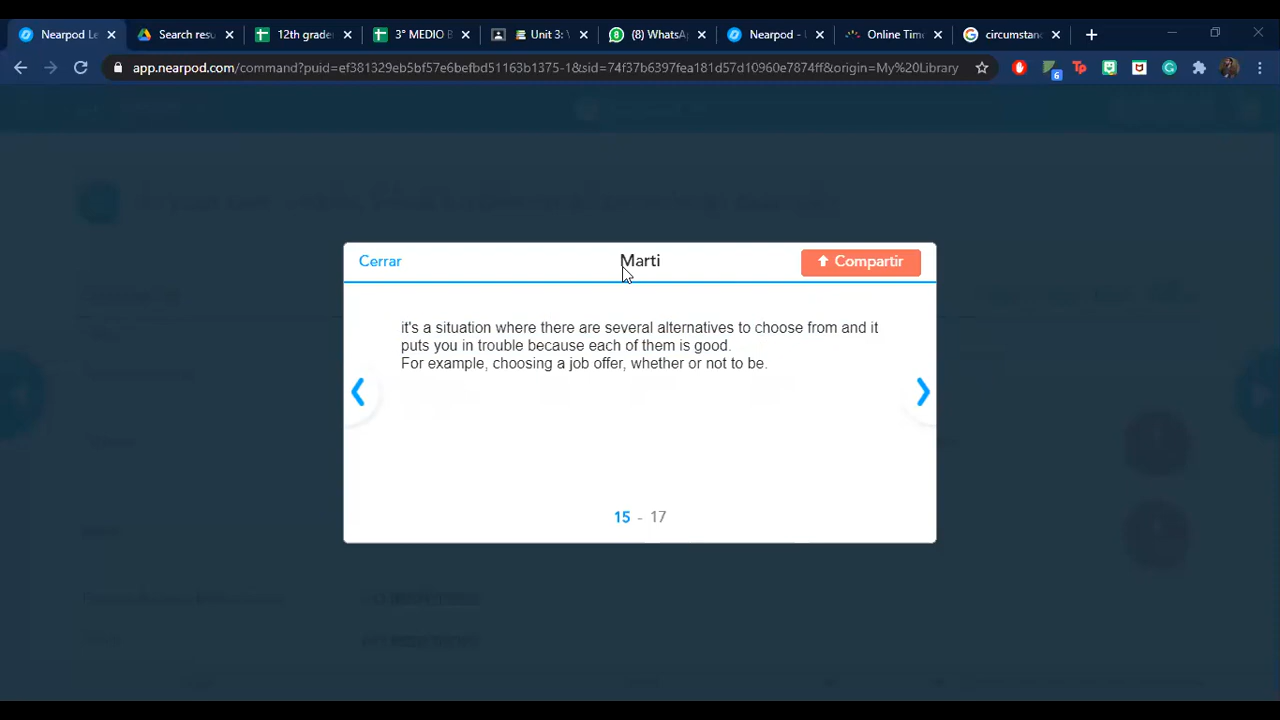 Nearpod Le
Search resu
12th grade
3° MEDIO B
Unit 3: V
(8) WhatsA
Nearpod -
Online Tim
circumstan
app.nearpod.com/command?puid=ef381329eb5bf57e6befbd51163b1375-1&sid=74f37b6397fea181d57d10960e7874ff&origin=My%20Library
6
Cerrar
Marti
Compartir
it's a situation where there are several alternatives to choose from and it
puts you in trouble because each of them is good.
For example, choosing a job offer, whether or not to be.
15 - 17